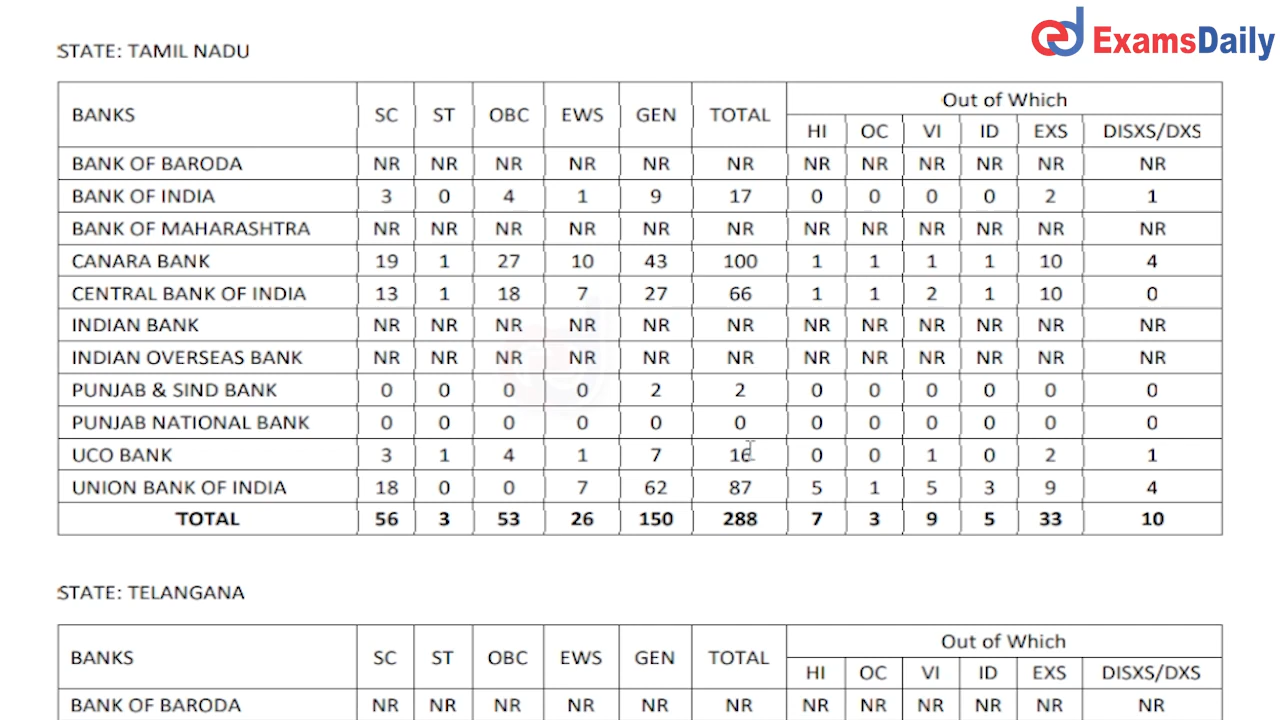 ExamsDaily
STATE: TAMIL NADU
BANKS SC ST OBC EWS GEN TOTAL Out of Which
HI OC VI ID EXS DISXS/DXS
BANK OF BARODA NR NR NR NR NR NR NR NR NR NR NR NR
BANK OF INDIA 3 0 4 1 9 17 0 0 0 0 2 1
BANK OF MAHARASHTRA NR NR NR NR NR NR NR NR NR NR NR NR
CANARA BANK 19 1 27 10 43 100 1 1 1 1 10 4
CENTRAL BANK OF INDIA 13 1 18 7 27 66 1 1 2 1 10 0
INDIAN BANK NR NR NR NR NR NR NR NR NR NR NR NR
INDIAN OVERSEAS BANK NR NR NR NR NR NR NR NR NR NR NR NR
PUNJAB & SIND BANK 0 0 0 0 2 2 0 0 0 0 0 0
PUNJAB NATIONAL BANK 0 0 0 0 0 0 0 0 0 0 0 0
UCO BANK 3 1 4 1 7 16 0 0 1 0 2 1
UNION BANK OF INDIA 18 0 0 7 62 87 5 1 5 3 9 4
TOTAL 56 3 53 26 150 288 7 3 9 5 33 10
STATE: TELANGANA
BANKS SC ST OBC EWS GEN TOTAL Out of Which
HI OC VI ID EXS DISXS/DXS
BANK OF BARODA NR NR NR NR NR NR NR NR NR NR NR NR